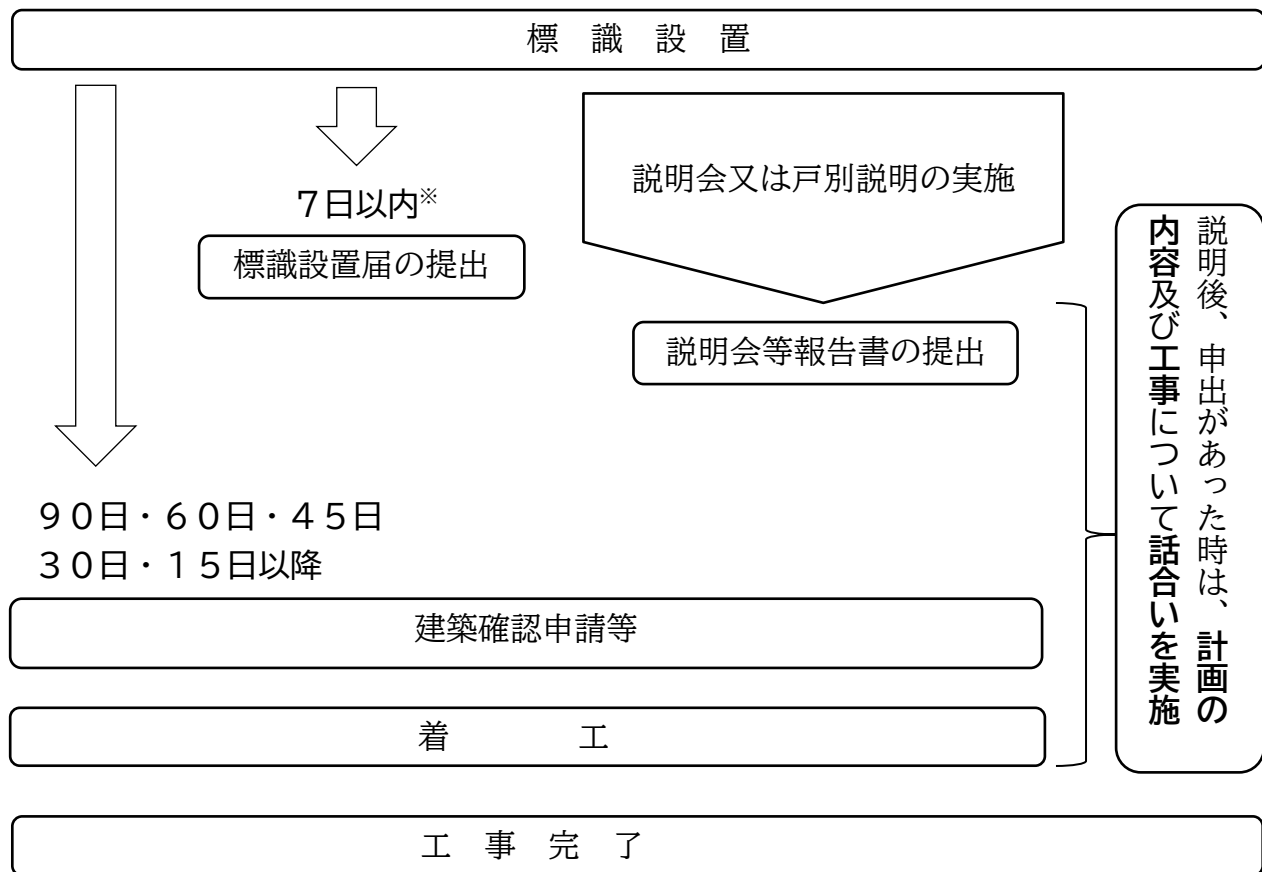 標　識　設　置
７日以内※
標識設置届の提出
説明会又は戸別説明の実施
説明会等報告書の提出
９０日・６０日・４５日
３０日・１５日以降
建築確認申請等
着　　　　工
説明後、申出があった時は、計画の
内容及び工事について話合いを実施
工　事　完　了